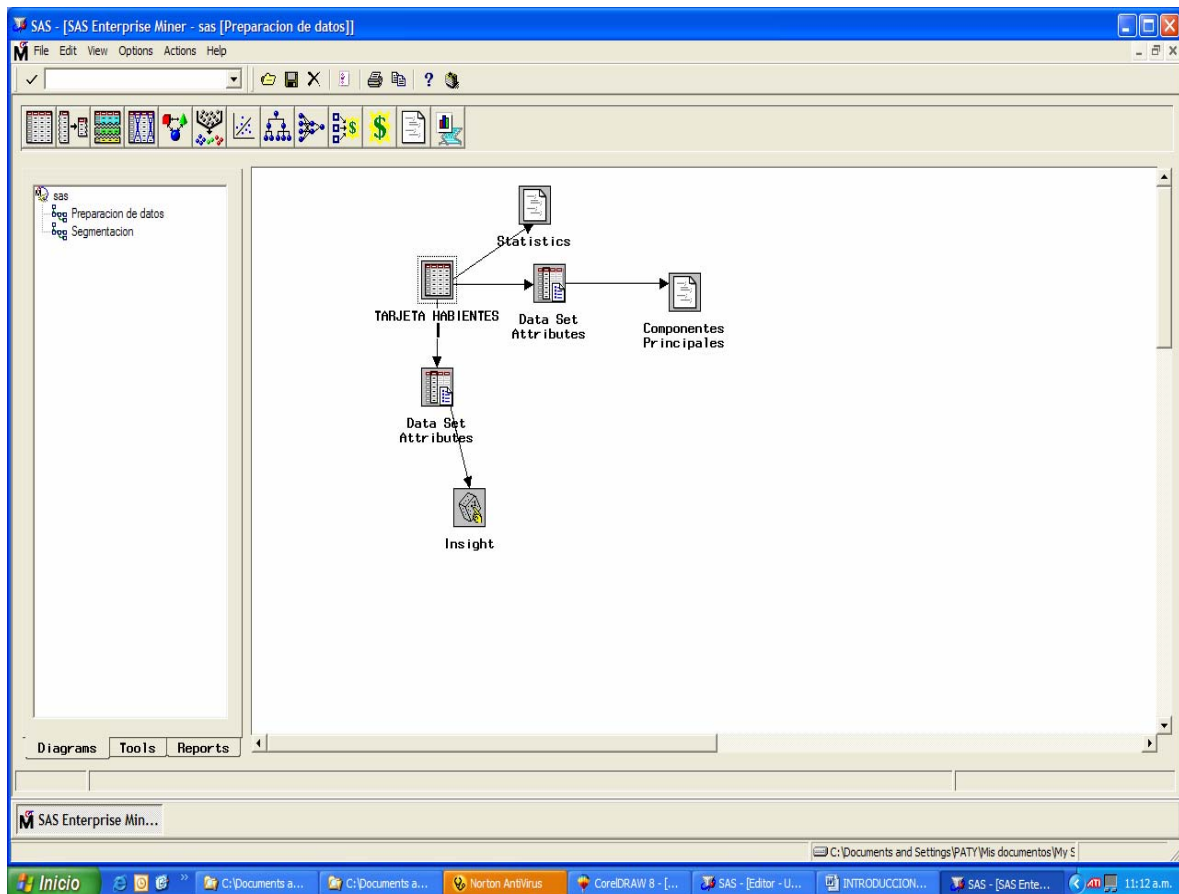 SAS - [SAS Enterprise Miner - sas [Preparacion de datos]]
File Edit View Options Actions Help
sas
Preparacion de datos
Segmentacion
Statistics
TARJETA HABIENTES
Data Set
Attributes
Componentes
Principales
Data Set
Attributes
Insight
Diagrams Tools Reports
SAS Enterprise Min...
C:\Documents and Settings\PATY\Mis documentos\My S
Inicio C:\Documents a... C:\Documents a... Norton AntiVirus CorelDRAW 8 - [... SAS - [Editor - U... INTRODUCCION... SAS - [SAS Ente... 11:12 a.m.